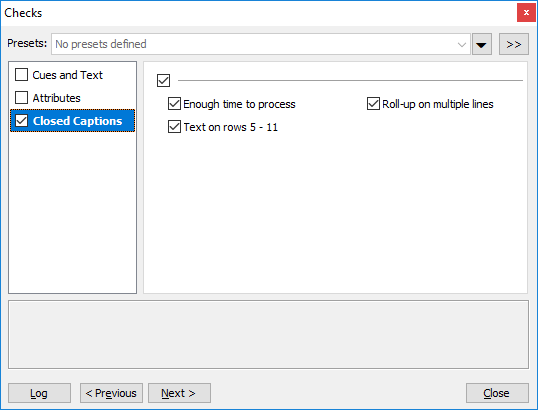 Checks
Presets: No presets defined >>
Cues and Text
Attributes
Closed Captions
Enough time to process Roll-up on multiple lines
Text on rows 5 - 11
Log < Previous Next > Close